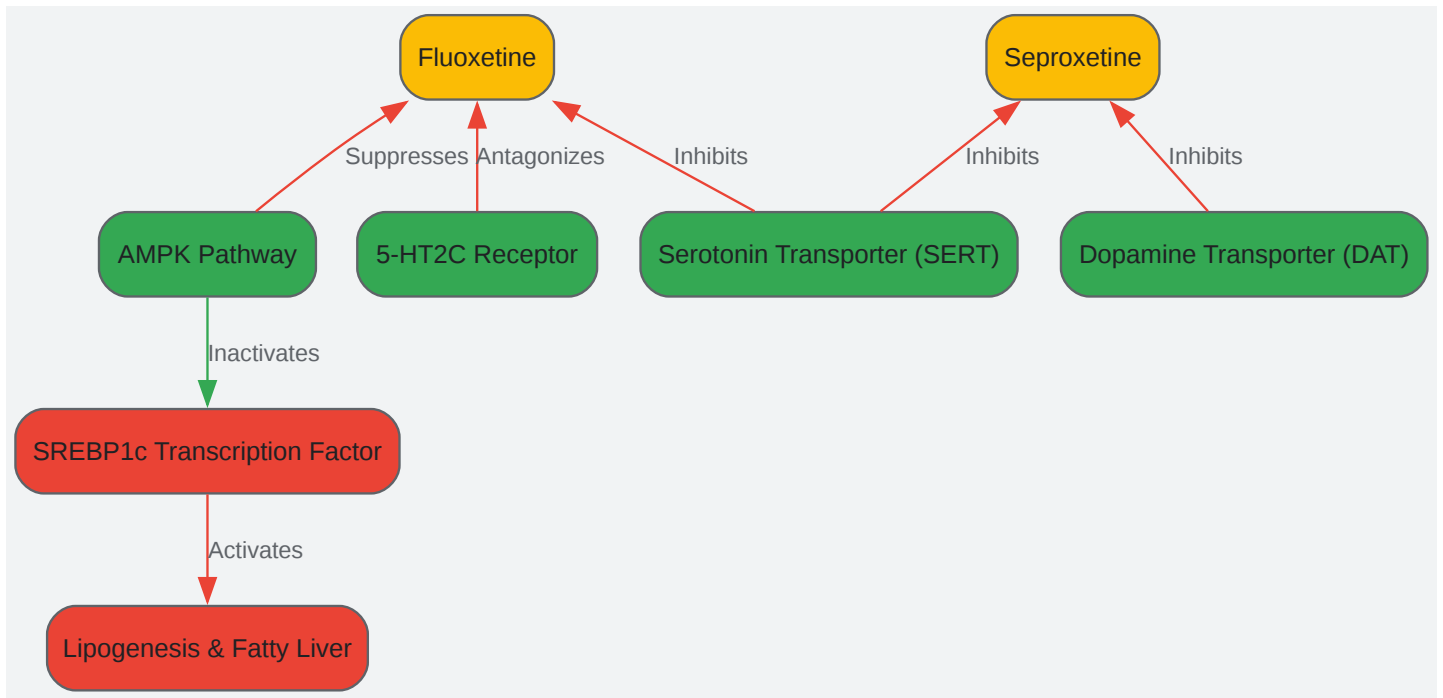 Fluoxetine
Seproxetine
Suppresses
Antagonizes
Inhibits
Inhibits
Inhibits
AMPK Pathway
5-HT2C Receptor
Serotonin Transporter (SERT)
Dopamine Transporter (DAT)
Inactivates
SREBP1c Transcription Factor
Activates
Lipogenesis & Fatty Liver